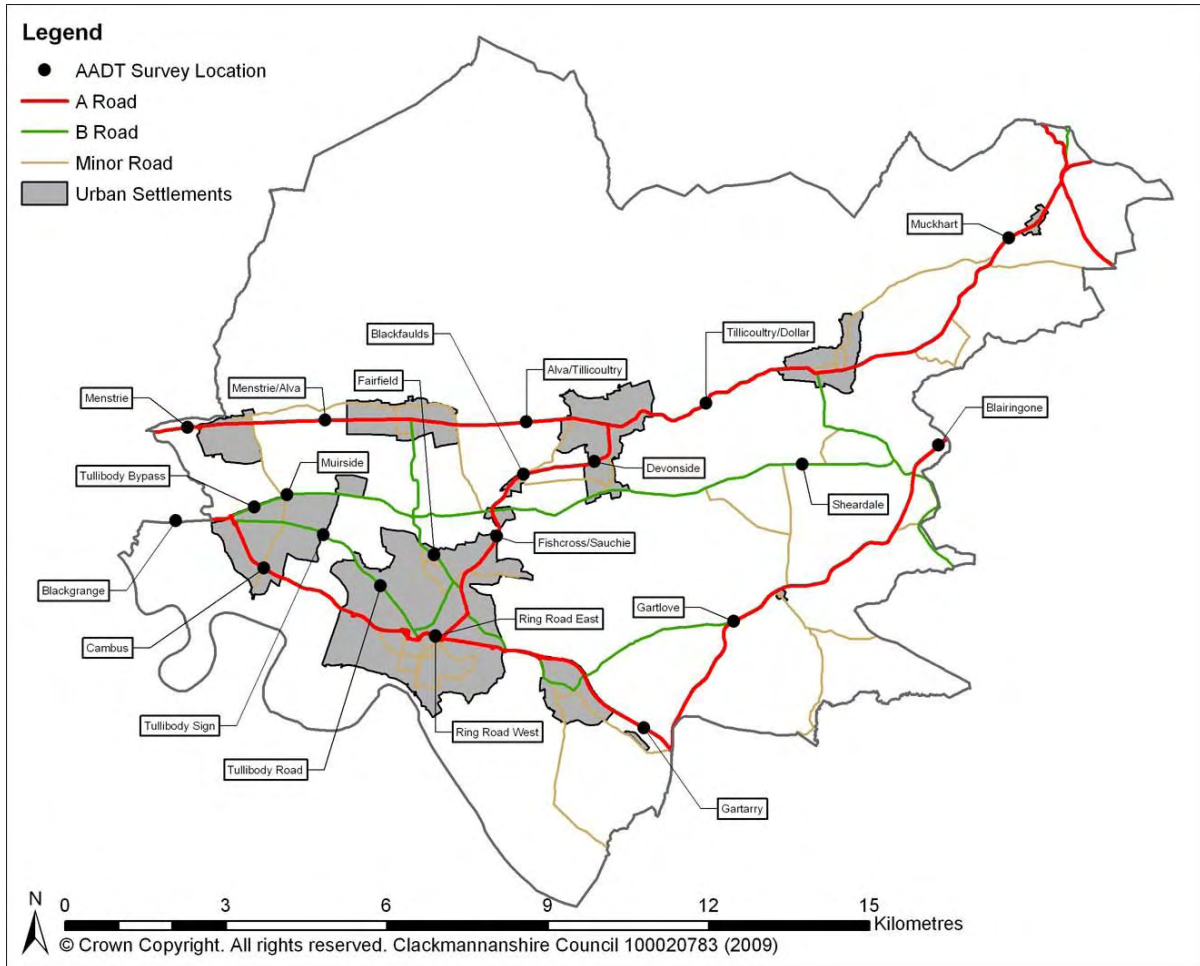 Legend
AADT Survey Location
A Road
B Road
Minor Road
Urban Settlements
Muckhart
Blackfaulds
Tillicoultry/Dollar
Menstrie/Alva
Fairfield
Alva/Tillicoultry
Menstrie
Blairingone
Tullibody Bypass
Muirside
Devonside
Sheardale
Fishcross/Sauchie
Blackgrange
Gartlove
Ring Road East
Cambus
Tullibody Sign
Ring Road West
Tullibody Road
Gartarry
N
0 3 6 9 12 15
Kilometres
© Crown Copyright. All rights reserved. Clackmannanshire Council 100020783 (2009)